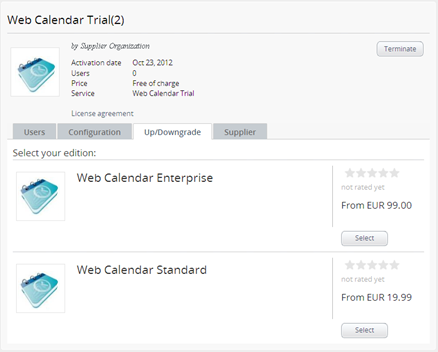 Web Calendar Trial(2)
by Supplier Organization
Terminate
Activation date Oct 23, 2012
Users 0
Price Free of charge
Service Web Calendar Trial
License agreement
Users Configuration Up/Downgrade Supplier
Select your edition:
Web Calendar Enterprise
not rated yet
From EUR 99.00
Select
Web Calendar Standard
not rated yet
From EUR 19.99
Select